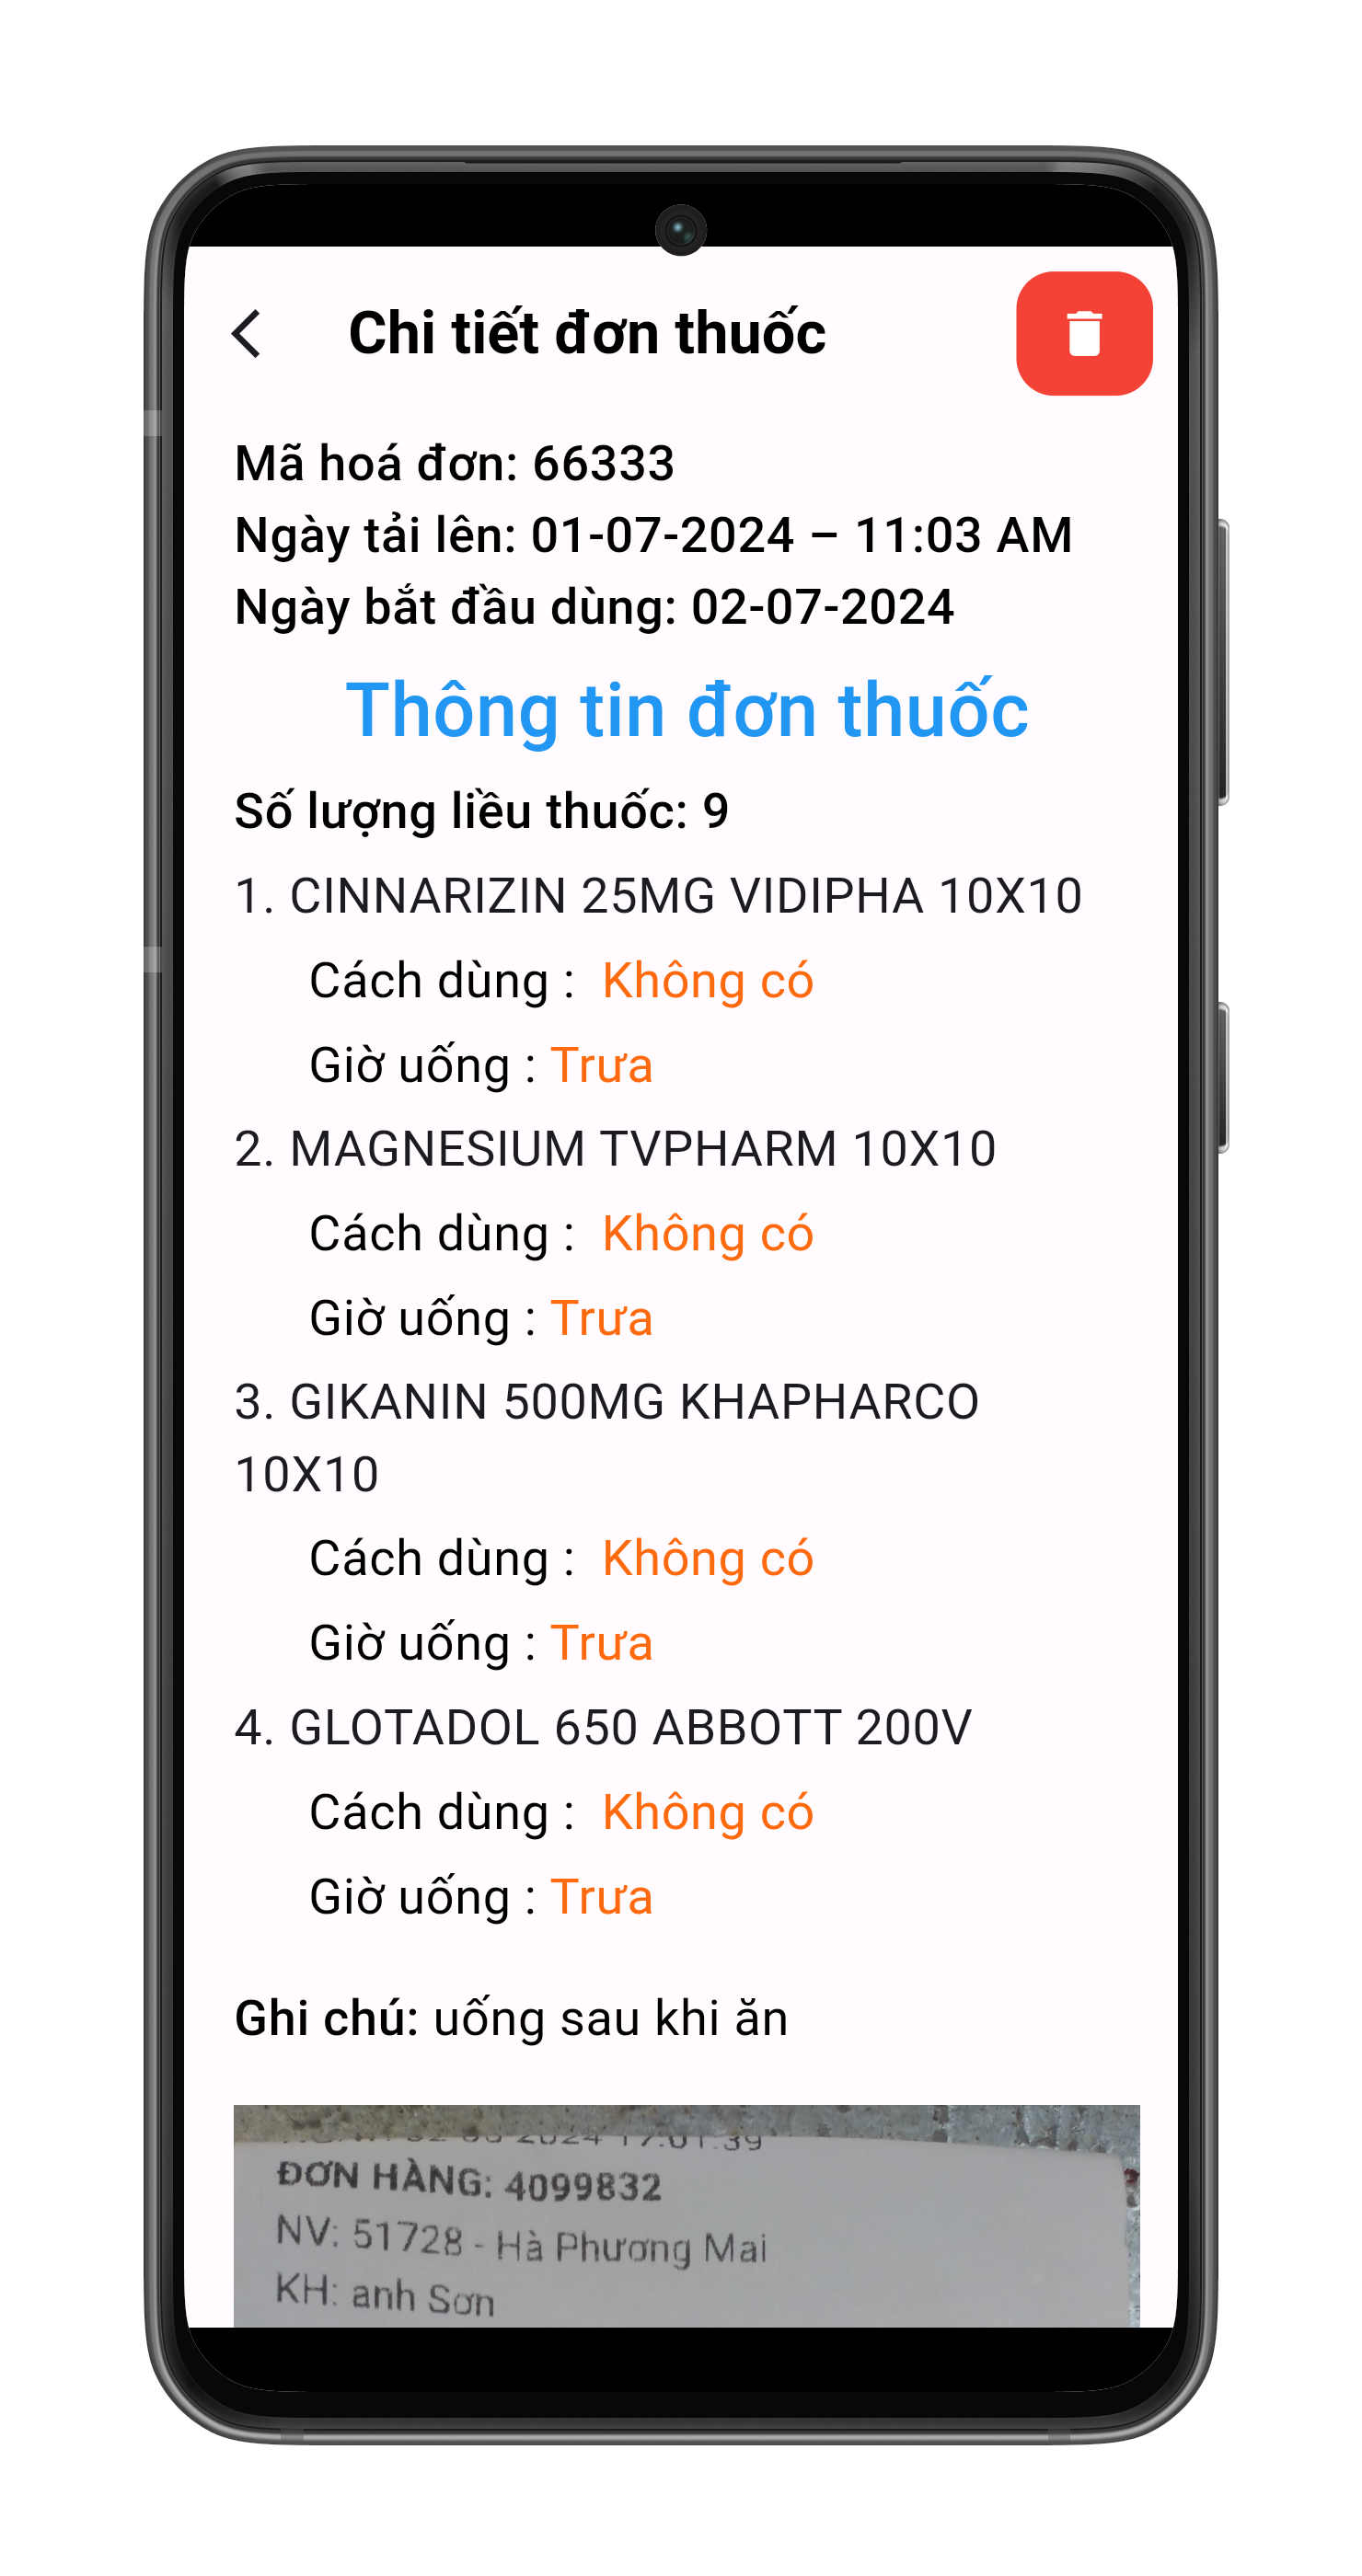 Chi tiết đơn thuốc
Mã hoá đơn: 66333
Ngày tải lên: 01-07-2024 – 11:03 AM
Ngày bắt đầu dùng: 02-07-2024
Thông tin đơn thuốc
Số lượng liều thuốc: 9
1. CINNARIZIN 25MG VIDIPHA 10X10
Cách dùng : Không có
Giờ uống : Trưa
2. MAGNESIUM TVPHARM 10X10
Cách dùng : Không có
Giờ uống : Trưa
3. GIKANIN 500MG KHAPHARCO
10X10
Cách dùng : Không có
Giờ uống : Trưa
4. GLOTADOL 650 ABBOTT 200V
Cách dùng : Không có
Giờ uống : Trưa
Ghi chú: uống sau khi ăn
ĐƠN HÀNG: 4099832
NV: 51728 - Hà Phương Mai
KH: anh Sơn